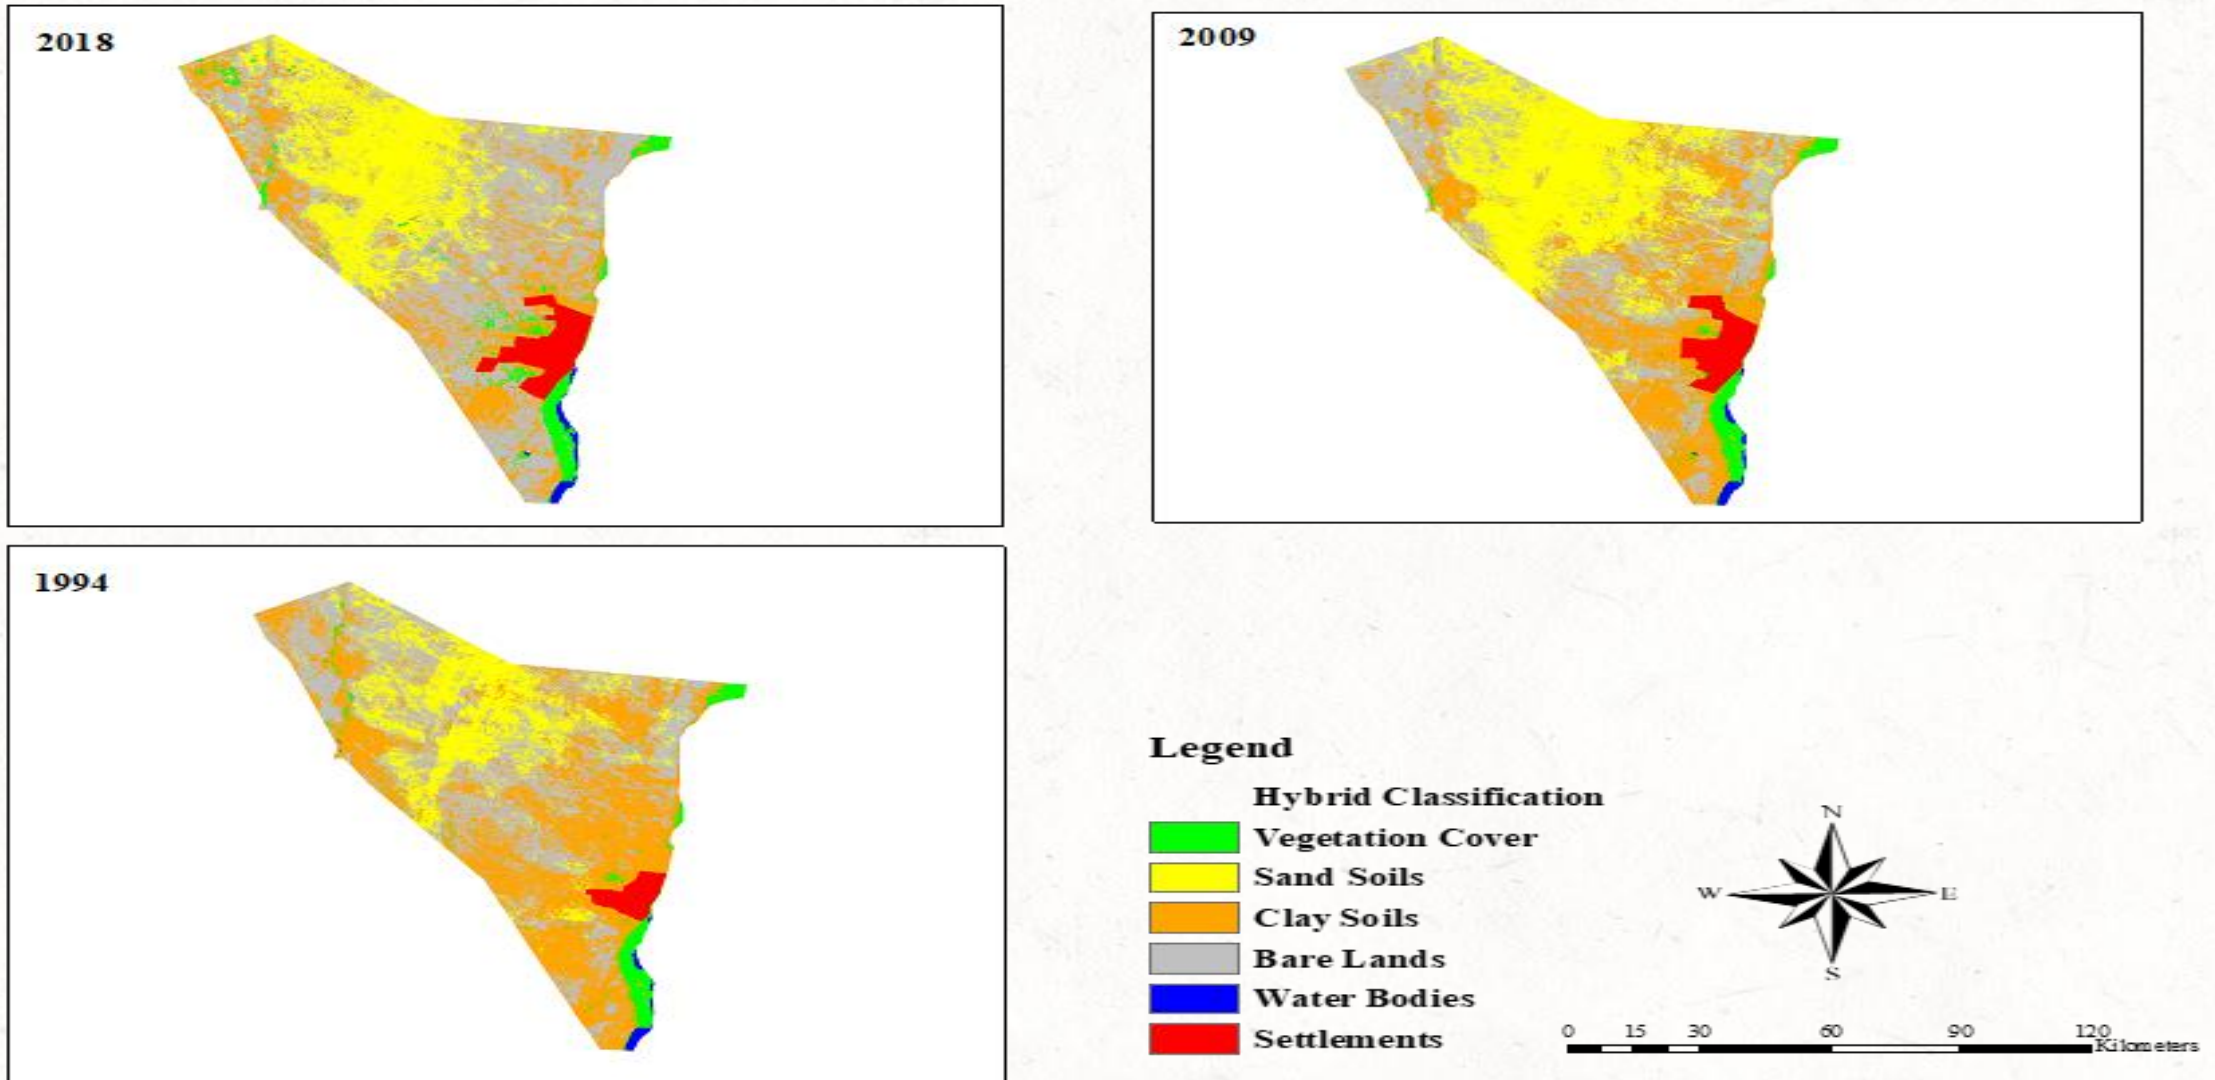 2018
2009
1994
Legend
Hybrid Classification
Vegetation Cover
Sand Soils
Clay Soils
Bare Lands
Water Bodies
Settlements
N
W
E
S
0 15 30 60 90 120
Kilometers